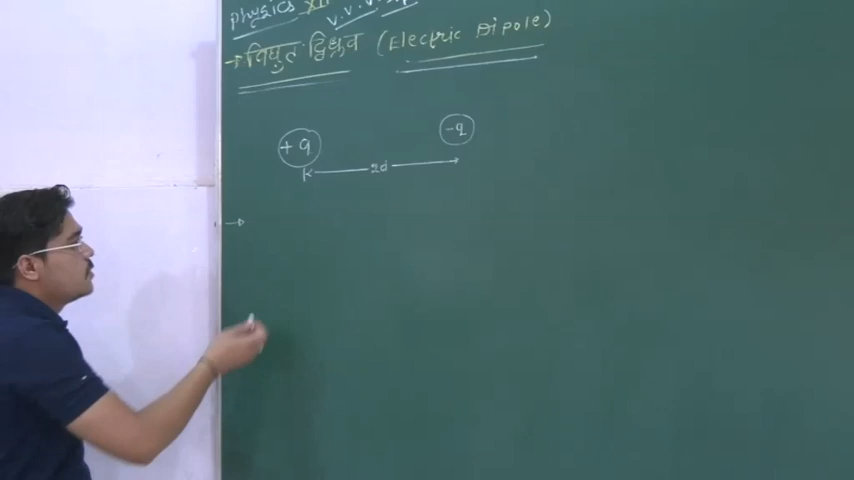 Physics XII
V.V.V.
→ विद्युत द्विध्रुव (Electric Dipole)
+q -q
2d
→